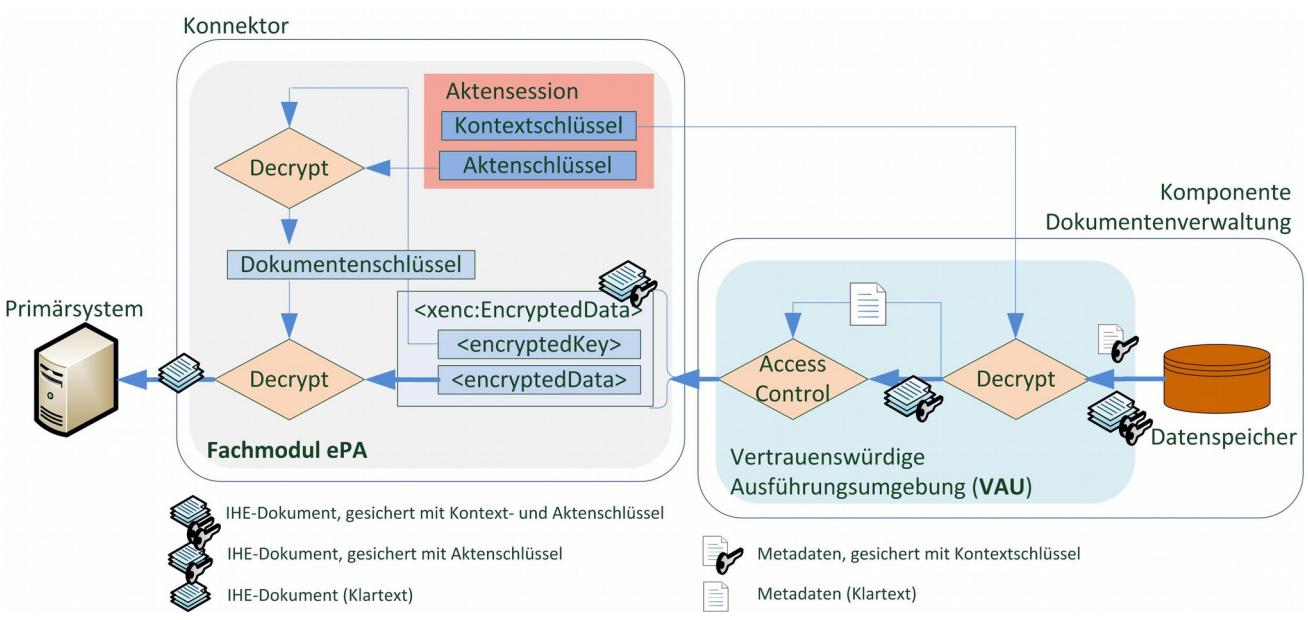 Konnektor
Aktensession
Kontextschlüssel
Aktenschlüssel
Decrypt
Dokumentenschlüssel
Komponente
Dokumentenverwaltung
Primärsystem
<xenc:EncryptedData>
<encryptedKey>
<encryptedData>
Decrypt
Access
Control
Decrypt
Datenspeicher
Fachmodul ePA
Vertrauenswürdige
Ausführungsumgebung (VAU)
IHE-Dokument, gesichert mit Kontext- und Aktenschlüssel
IHE-Dokument, gesichert mit Aktenschlüssel
IHE-Dokument (Klartext)
Metadaten, gesichert mit Kontextschlüssel
Metadaten (Klartext)